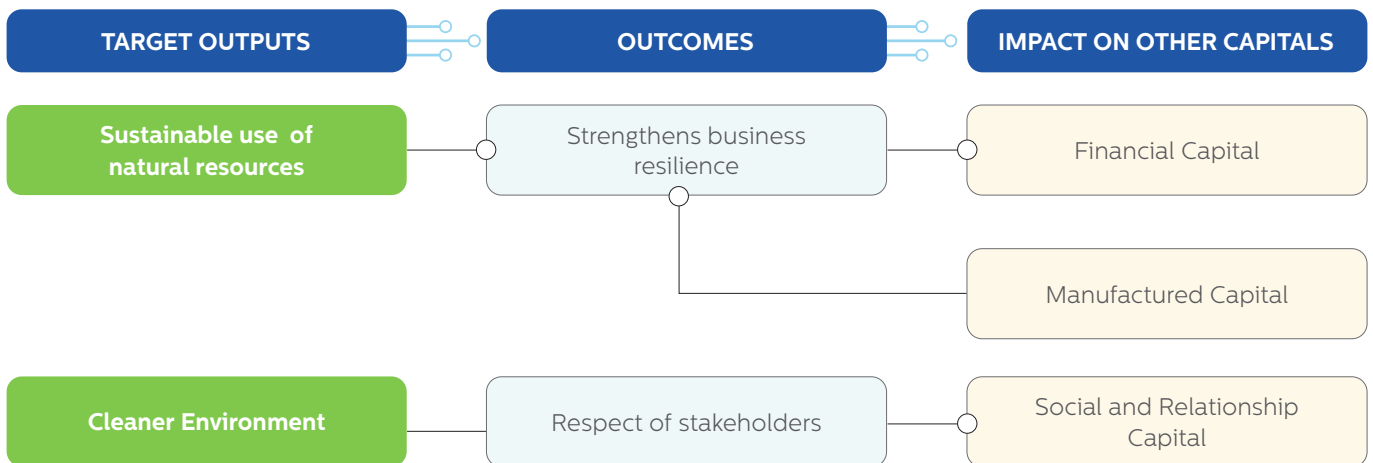 TARGET OUTPUTS
OUTCOMES
IMPACT ON OTHER CAPITALS
Sustainable use of
natural resources
Strengthens business
resilience
Financial Capital
Manufactured Capital
Cleaner Environment
Respect of stakeholders
Social and Relationship
Capital